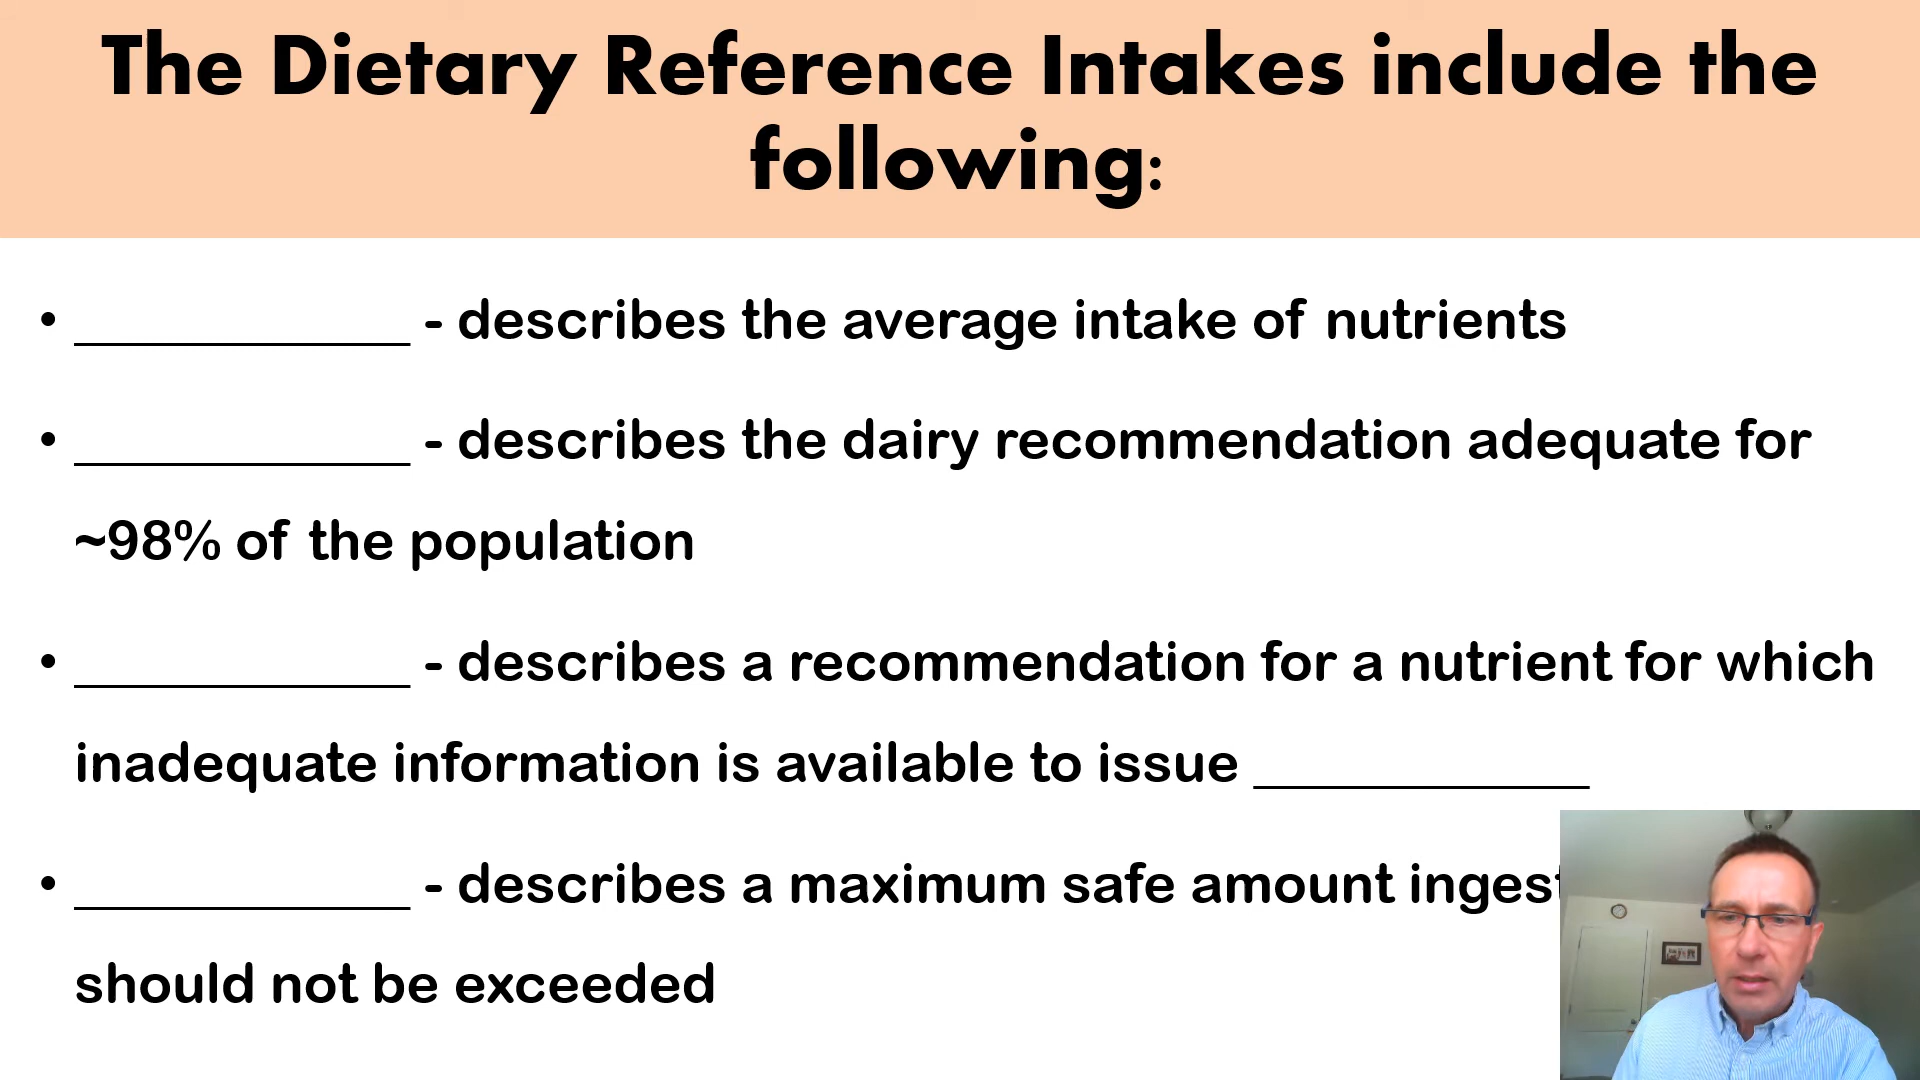 The Dietary Reference Intakes include the
following:
• ____________ - describes the average intake of nutrients
• ____________ - describes the dairy recommendation adequate for
~98% of the population
• ____________ - describes a recommendation for a nutrient for which
inadequate information is available to issue ____________
• ____________ - describes a maximum safe amount
should not be exceeded